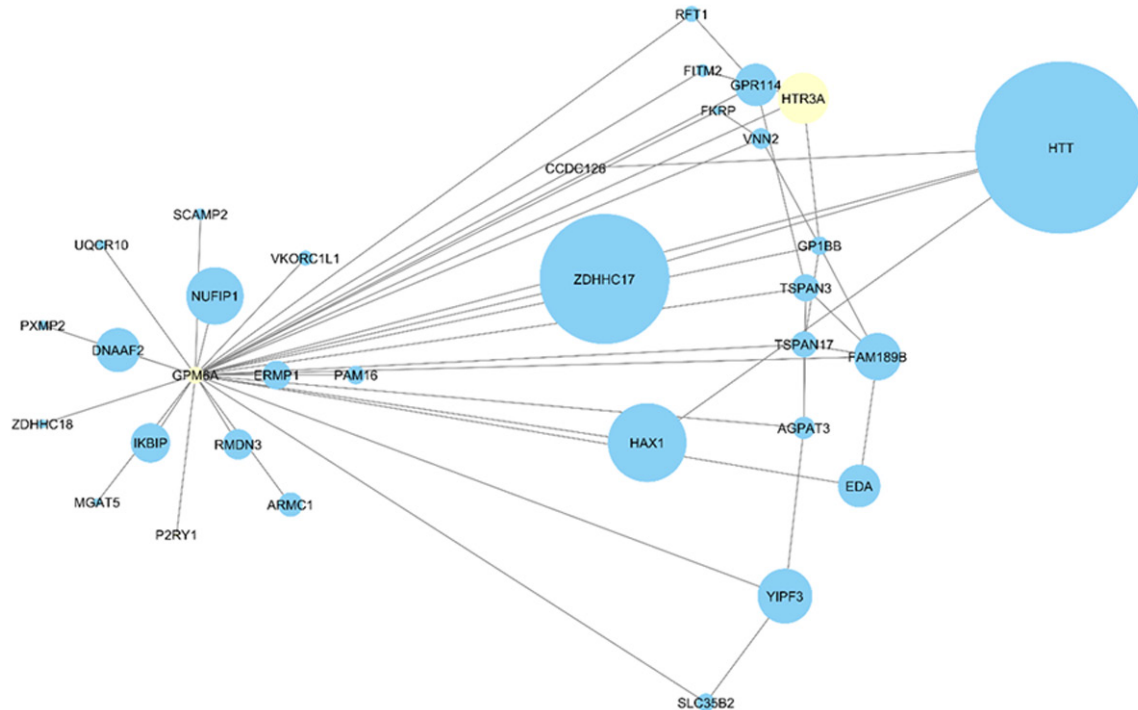 RFT1
FITM2
GPR114
HTR3A
FKRP
VNN2
HTT
CCDC126
SCAMP2
UQCR10
VKORC1L1
GP1BB
ZDHHC17
TSPAN3
NUFIP1
PXMP2
DNAAF2
TSPAN17
FAM189B
GPM6A
ERMP1
PAM16
ZDHHC18
AGPAT3
IKBIP
RMDN3
HAX1
EDA
MGAT5
ARMC1
P2RY1
YIPF3
SLC35B2